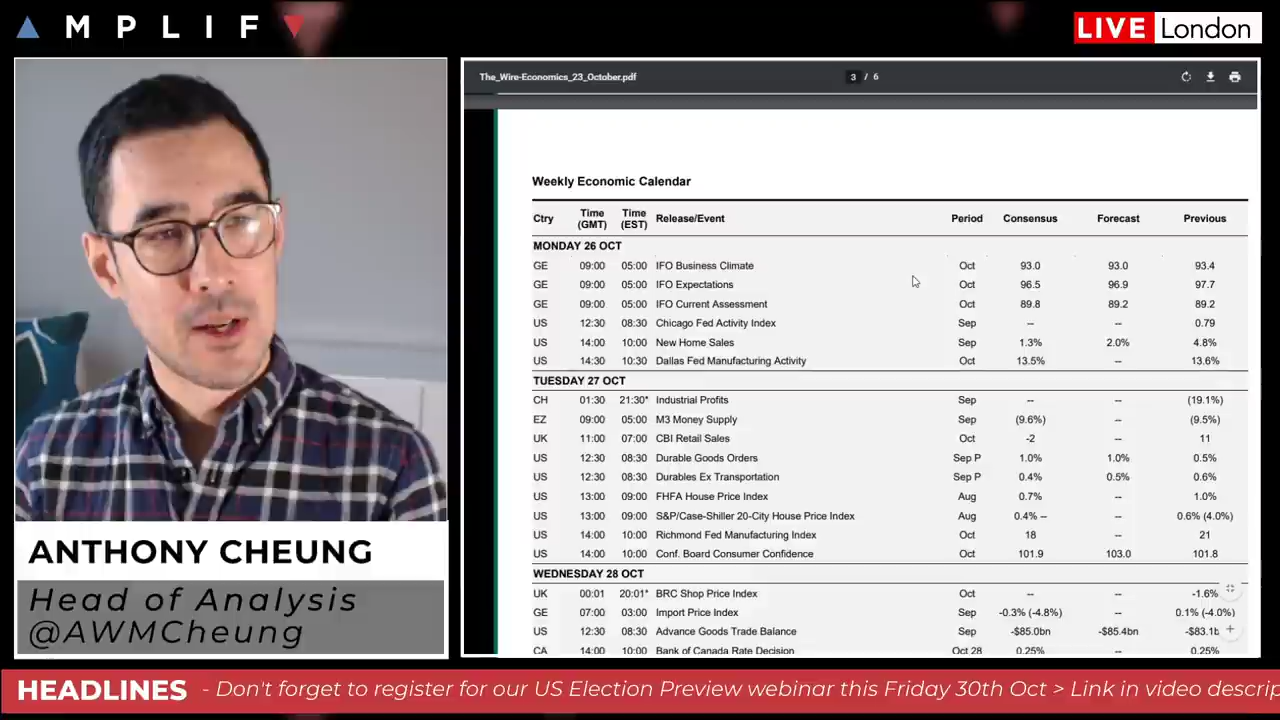 AMPLIFY
LIVE London
The_Wire-Economics_23_October.pdf
3 / 6
Weekly Economic Calendar
Ctry Time (GMT) Time (EST) Release/Event Period Consensus Forecast Previous
MONDAY 26 OCT
GE 09:00 05:00 IFO Business Climate Oct 93.0 93.0 93.4
GE 09:00 05:00 IFO Expectations Oct 96.5 96.9 97.7
GE 09:00 05:00 IFO Current Assessment Oct 89.8 89.2 89.2
US 12:30 08:30 Chicago Fed Activity Index Sep -- -- 0.79
US 14:00 10:00 New Home Sales Sep 1.3% 2.0% 4.8%
US 14:30 10:30 Dallas Fed Manufacturing Activity Oct 13.5% -- 13.6%
TUESDAY 27 OCT
CH 01:30 21:30* Industrial Profits Sep -- -- (19.1%)
EZ 09:00 05:00 M3 Money Supply Sep (9.6%) -- (9.5%)
UK 11:00 07:00 CBI Retail Sales Oct -2 -- 11
US 12:30 08:30 Durable Goods Orders Sep P 1.0% 1.0% 0.5%
US 12:30 08:30 Durables Ex Transportation Sep P 0.4% 0.5% 0.6%
US 13:00 09:00 FHFA House Price Index Aug 0.7% -- 1.0%
US 13:00 09:00 S&P/Case-Shiller 20-City House Price Index Aug 0.4% -- 0.6% (4.0%)
US 14:00 10:00 Richmond Fed Manufacturing Index Oct 18 -- 21
US 14:00 10:00 Conf. Board Consumer Confidence Oct 101.9 103.0 101.8
WEDNESDAY 28 OCT
UK 00:01 20:01* BRC Shop Price Index Oct -- -- -1.6%
GE 07:00 03:00 Import Price Index Sep -0.3% (-4.8%) -- 0.1% (-4.0%)
US 12:30 08:30 Advance Goods Trade Balance Sep -$85.0bn -$85.4bn -$83.1b
CA 14:00 10:00 Bank of Canada Rate Decision Oct 28 0.25% -- 0.25%
ANTHONY CHEUNG
Head of Analysis
@AWMCheung
HEADLINES - Don't forget to register for our US Election Preview webinar this Friday 30th Oct > Link in video descrip